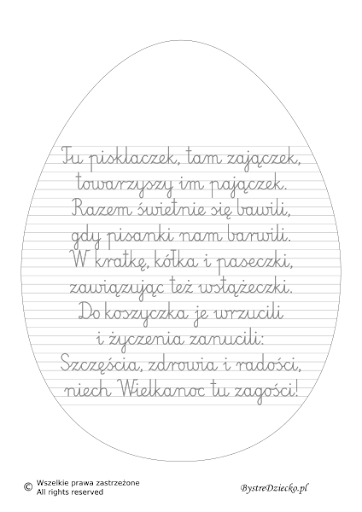 Tu pisklaczek, tam zajączek,
towarzyszy im pajączek.
Razem świetnie się bawili,
gdy pisanki nam barwili.
W kratkę, kółka i paseczki,
zawiązując też wstążeczki.
Do koszyczka je wrzucili
i życzenia zanucili:
Szczęścia, zdrowia i radości,
niech Wielkanoc tu zagości!
© Wszelkie prawa zastrzeżone
All rights reserved
BystreDziecko.pl